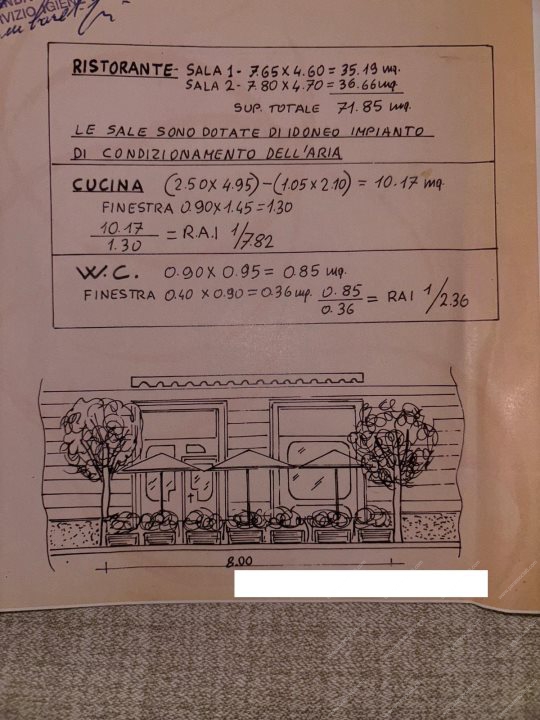 RVIZIO IGIEN
RISTORANTE- SALA 1 - 7.65 X 4.60 = 35.19 mq.
SALA 2 - 7.80 X 4.70 = 36.66 mq
SUP. TOTALE 71.85 mq.
LE SALE SONO DOTATE DI IDONEO IMPIANTO
DI CONDIZIONAMENTO DELL'ARIA
CUCINA (2.50 X 4.95) - (1.05 X 2.10) = 10.17 mq.
FINESTRA 0.90 X 1.45 = 1.30
10.17 / 1.30 = R.A.I 1/7.82
W.C. 0.90 X 0.95 = 0.85 mq.
FINESTRA 0.40 X 0.90 = 0.36 mq. 0.85 / 0.36 = RAI 1/2.36
8.00